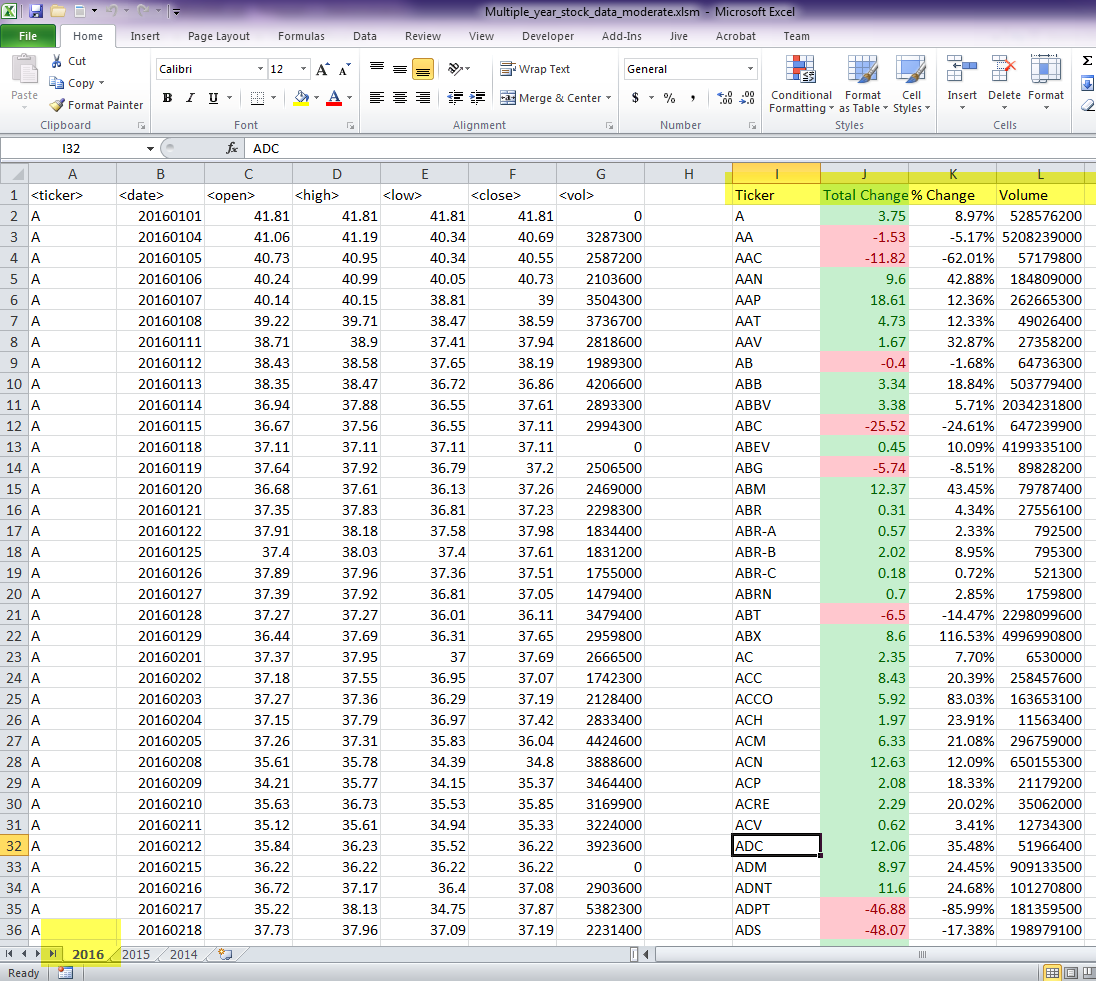 Multiple_year_stock_data_moderate.xlsm - Microsoft Excel
File Home Insert Page Layout Formulas Data Review View Developer Add-Ins Jive Acrobat Team
Paste Cut Copy Format Painter Clipboard
Calibri 12 A A B I U A Font
Wrap Text Merge & Center Alignment
General $ % , .00 .0 Number
Conditional Formatting Format as Table Cell Styles Styles
Insert Delete Format Cells Σ
I32 fx ADC
A B C D E F G H I J K L
1 <ticker> <date> <open> <high> <low> <close> <vol> Ticker Total Change % Change Volume
2 A 20160101 41.81 41.81 41.81 41.81 0 A 3.75 8.97% 528576200
3 A 20160104 41.06 41.19 40.34 40.69 3287300 AA -1.53 -5.17% 5208239000
4 A 20160105 40.73 40.95 40.34 40.55 2587200 AAC -11.82 -62.01% 57179800
5 A 20160106 40.24 40.99 40.05 40.73 2103600 AAN 9.6 42.88% 184809000
6 A 20160107 40.14 40.15 38.81 39 3504300 AAP 18.61 12.36% 262665300
7 A 20160108 39.22 39.71 38.47 38.59 3736700 AAT 4.73 12.33% 49026400
8 A 20160111 38.71 38.9 37.41 37.94 2818600 AAV 1.67 32.87% 27358200
9 A 20160112 38.43 38.58 37.65 38.19 1989300 AB -0.4 -1.68% 64736300
10 A 20160113 38.35 38.47 36.72 36.86 4206600 ABB 3.34 18.84% 503779400
11 A 20160114 36.94 37.88 36.55 37.61 2893300 ABBV 3.38 5.71% 2034231800
12 A 20160115 36.67 37.56 36.55 37.11 2994300 ABC -25.52 -24.61% 647239900
13 A 20160118 37.11 37.11 37.11 37.11 0 ABEV 0.45 10.09% 4199335100
14 A 20160119 37.64 37.92 36.79 37.2 2506500 ABG -5.74 -8.51% 89828200
15 A 20160120 36.68 37.61 36.13 37.26 2469000 ABM 12.37 43.45% 79787400
16 A 20160121 37.35 37.83 36.81 37.23 2298300 ABR 0.31 4.34% 27556100
17 A 20160122 37.91 38.18 37.58 37.98 1834400 ABR-A 0.57 2.33% 792500
18 A 20160125 37.4 38.03 37.4 37.61 1831200 ABR-B 2.02 8.95% 795300
19 A 20160126 37.89 37.96 37.36 37.51 1755000 ABR-C 0.18 0.72% 521300
20 A 20160127 37.39 37.92 36.81 37.05 1479400 ABRN 0.7 2.85% 1759800
21 A 20160128 37.27 37.27 36.01 36.11 3479400 ABT -6.5 -14.47% 2298099600
22 A 20160129 36.44 37.69 36.31 37.65 2959800 ABX 8.6 116.53% 4996990800
23 A 20160201 37.37 37.95 37 37.69 2666500 AC 2.35 7.70% 6530000
24 A 20160202 37.18 37.55 36.95 37.07 1742300 ACC 8.43 20.39% 258457600
25 A 20160203 37.27 37.36 36.29 37.19 2128400 ACCO 5.92 83.03% 163653100
26 A 20160204 37.15 37.79 36.97 37.42 2833400 ACH 1.97 23.91% 11563400
27 A 20160205 37.26 37.31 35.83 36.04 4424600 ACM 6.33 21.08% 296759000
28 A 20160208 35.61 35.78 34.39 34.8 3888600 ACN 12.63 12.09% 650155300
29 A 20160209 34.21 35.77 34.15 35.37 3464400 ACP 2.08 18.33% 21179200
30 A 20160210 35.63 36.73 35.53 35.85 3169900 ACRE 2.29 20.02% 35062000
31 A 20160211 35.12 35.61 34.94 35.33 3224000 ACV 0.62 3.41% 12734300
32 A 20160212 35.84 36.23 35.52 36.22 3923600 ADC 12.06 35.48% 51966400
33 A 20160215 36.22 36.22 36.22 36.22 0 ADM 8.97 24.45% 909133500
34 A 20160216 36.72 37.17 36.4 37.08 2903600 ADNT 11.6 24.68% 101270800
35 A 20160217 35.22 38.13 34.75 37.87 5382300 ADPT -46.88 -85.99% 181359500
36 A 20160218 37.73 37.96 37.09 37.19 2231400 ADS -48.07 -17.38% 198979100
2016 2015 2014
Ready